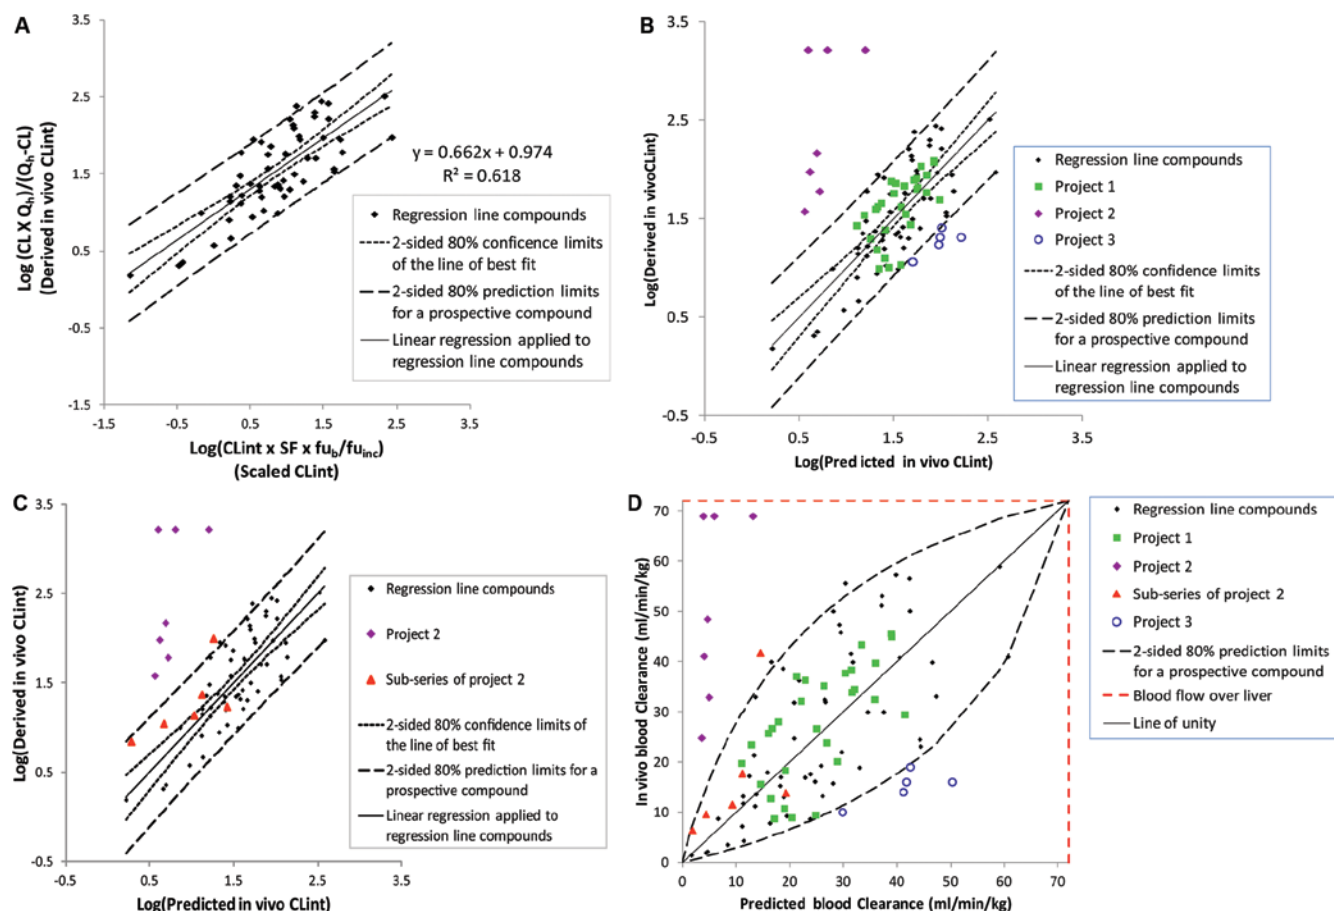 A
3.5
2.5
1.5
0.5
-0.5
-1.5
-1.5
-0.5
0.5
1.5
2.5
3.5
Log (CL X Qh)/(Qh-CL)
(Derived in vivo CLint)
Log(CLint x SF x fub/fuinc)
(Scaled CLint)
y = 0.662x + 0.974
R² = 0.618
Regression line compounds
2-sided 80% conficence limits
of the line of best fit
2-sided 80% prediction limits
for a prospective compound
Linear regression applied to
regression line compounds
B
3.5
2.5
1.5
0.5
-0.5
-0.5
0.5
1.5
2.5
3.5
Log(Derived in vivoCLint)
Log(Predicted in vivo CLint)
Regression line compounds
Project 1
Project 2
Project 3
2-sided 80% confidence limits
of the line of best fit
2-sided 80% prediction limits
for a prospective compound
Linear regression applied to
regression line compounds
C
3.5
2.5
1.5
0.5
-0.5
-0.5
0.5
1.5
2.5
3.5
Log(Derived in vivo CLint)
Log(Predicted in vivo CLint)
Regression line compounds
Project 2
Sub-series of project 2
2-sided 80% confidence limits of
the line of best fit
2-sided 80% prediction limits for a
prospective compound
Linear regression applied to
regression line compounds
D
70
60
50
40
30
20
10
0
0
10
20
30
40
50
60
70
In vivo blood Clearance (ml/min/kg)
Predicted blood Clearance (ml/min/kg)
Regression line compounds
Project 1
Project 2
Sub-series of project 2
Project 3
2-sided 80% prediction limits
for a prospective compound
Blood flow over liver
Line of unity